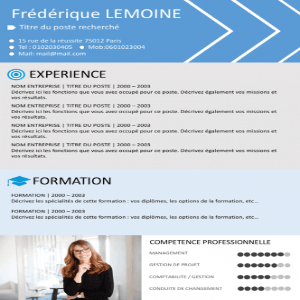 Frédérique LEMOINE
Titre du poste recherché
15 rue de la réussite 75012 Paris
Tel : 0102030405 Mob:0601023004
Mail: mail@mail.com
EXPERIENCE
NOM ENTREPRISE | TITRE DU POSTE | 2000 – 2003
Décrivez ici les fonctions que vous avez occupé pour ce poste. Décrivez également vos missions et
vos résultats.
NOM ENTREPRISE | TITRE DU POSTE | 2000 – 2003
Décrivez ici les fonctions que vous avez occupé pour ce poste. Décrivez également vos missions et
vos résultats.
NOM ENTREPRISE | TITRE DU POSTE | 2000 – 2003
Décrivez ici les fonctions que vous avez occupé pour ce poste. Décrivez également vos missions et
vos résultats.
NOM ENTREPRISE | TITRE DU POSTE | 2000 – 2003
Décrivez ici les fonctions que vous avez occupé pour ce poste. Décrivez également vos missions et
vos résultats.
FORMATION
FORMATION | 2000 – 2003
Décrivez les spécialités de cette formation : vos diplômes, les options de la formation, etc...
FORMATION | 2000 – 2003
Décrivez les spécialités de cette formation : vos diplômes, les options de la formation, etc...
COMPETENCE PROFESSIONNELLE
MANAGEMENT
GESTION DE PROJET
COMPTABILITE / GESTION
CONDUITE DE CHANGEMENT